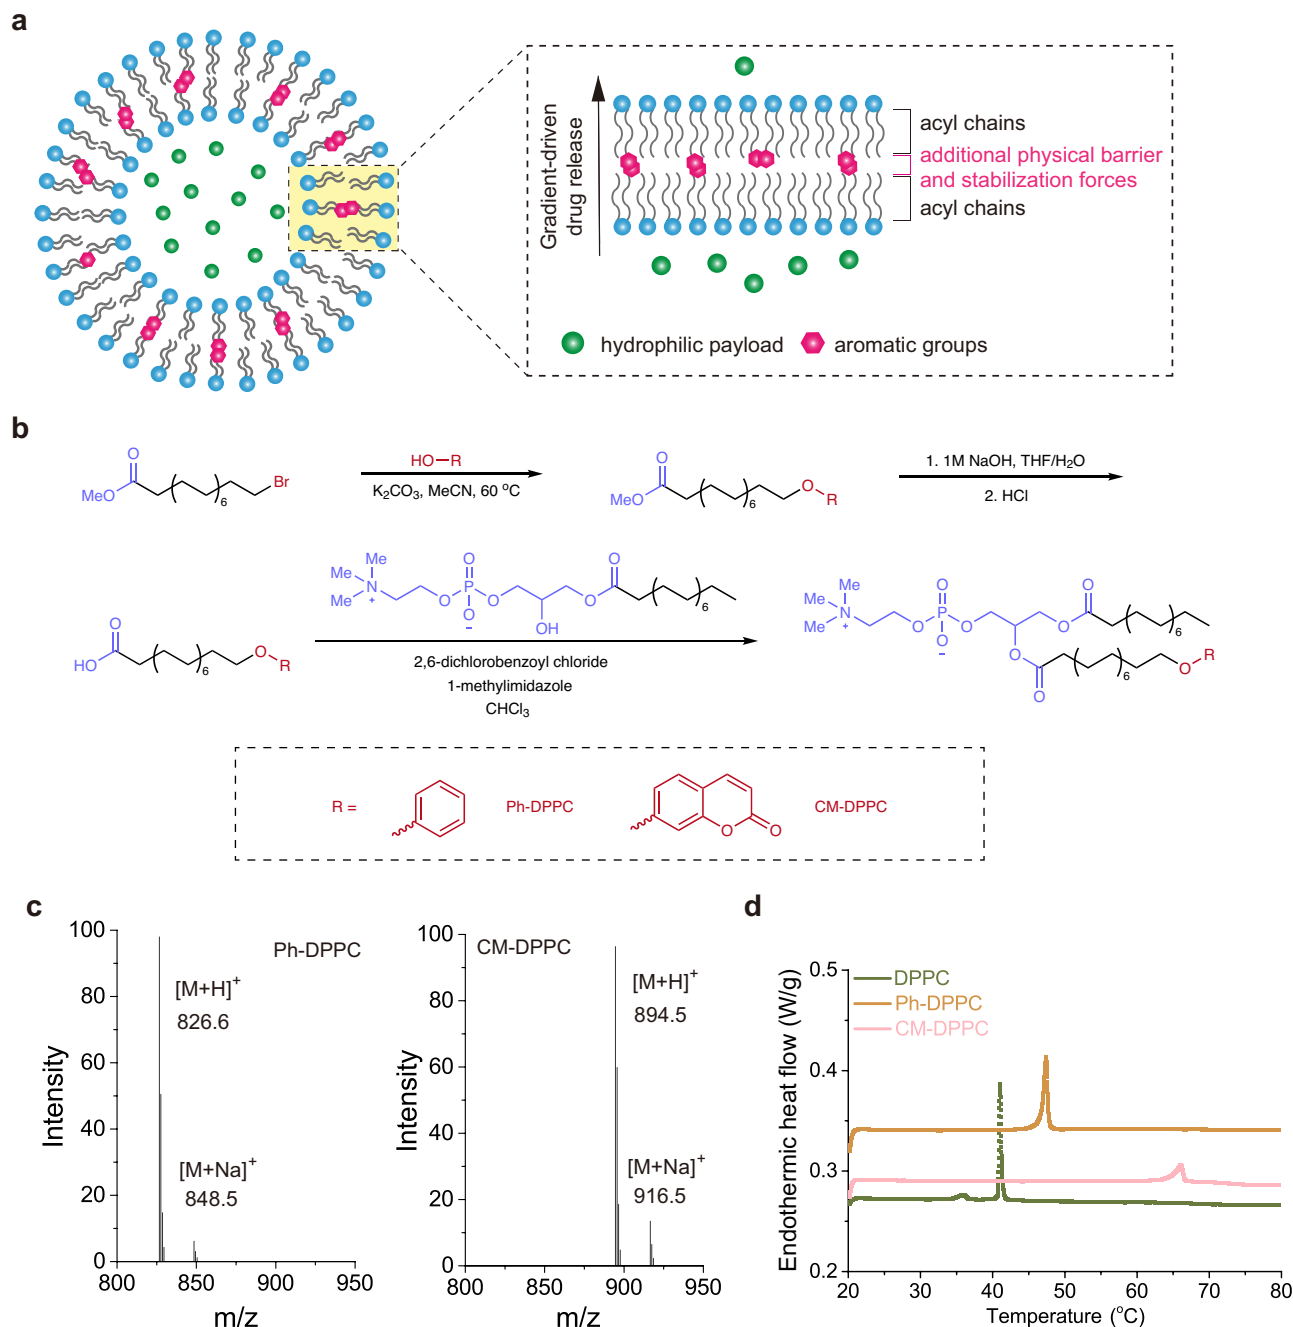 a
Gradient-driven
drug release
acyl chains
additional physical barrier
and stabilization forces
acyl chains
hydrophilic payload
aromatic groups
b
O
MeO
6
Br
HO–R
K₂CO₃, MeCN, 60 °C
O
MeO
6
O
R
1. 1M NaOH, THF/H₂O
2. HCl
O
HO
6
O
R
Me
Me
Me
N
+
O
O
P
O
O
−
OH
O
O
6
2,6-dichlorobenzoyl chloride
1-methylimidazole
CHCl₃
Me
Me
Me
N
+
O
O
P
O
O
−
O
O
6
O
O
6
O
R
R =
Ph-DPPC
O
O
CM-DPPC
c
Ph-DPPC
[M+H]⁺
826.6
[M+Na]⁺
848.5
Intensity
100
80
60
40
20
0
800
850
900
950
m/z
CM-DPPC
[M+H]⁺
894.5
[M+Na]⁺
916.5
Intensity
100
80
60
40
20
0
800
850
900
950
m/z
d
DPPC
Ph-DPPC
CM-DPPC
Endothermic heat flow (W/g)
0.5
0.4
0.3
0.2
20
30
40
50
60
70
80
Temperature (°C)